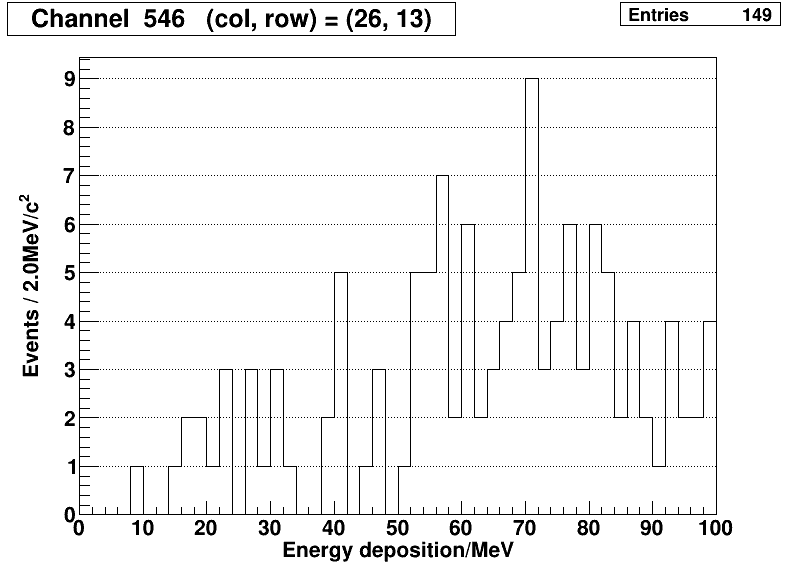 Channel 546 (col, row) = (26, 13)
Entries 149
Events / 2.0MeV/c²
9
8
7
6
5
4
3
2
1
0
0 10 20 30 40 50 60 70 80 90 100
Energy deposition/MeV